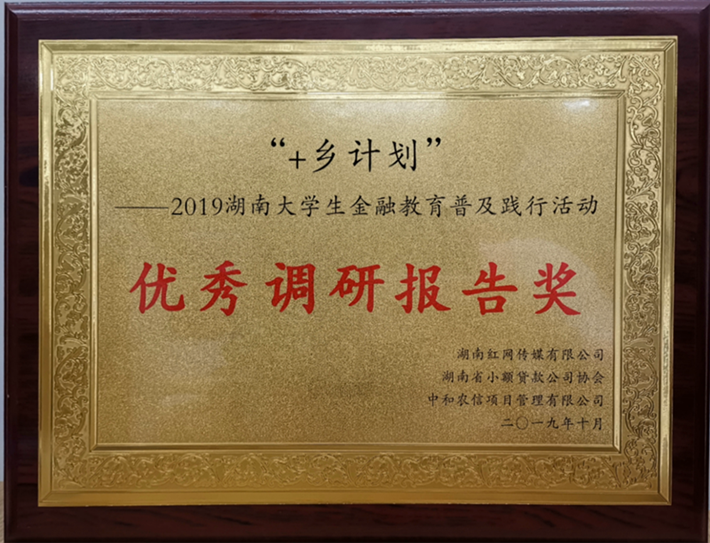 “+乡计划”
——2019湖南大学生金融教育普及践行活动
优秀调研报告奖
湖南红网传媒有限公司
湖南省小额贷款公司协会
中和农信项目管理有限公司
二〇一九年十月